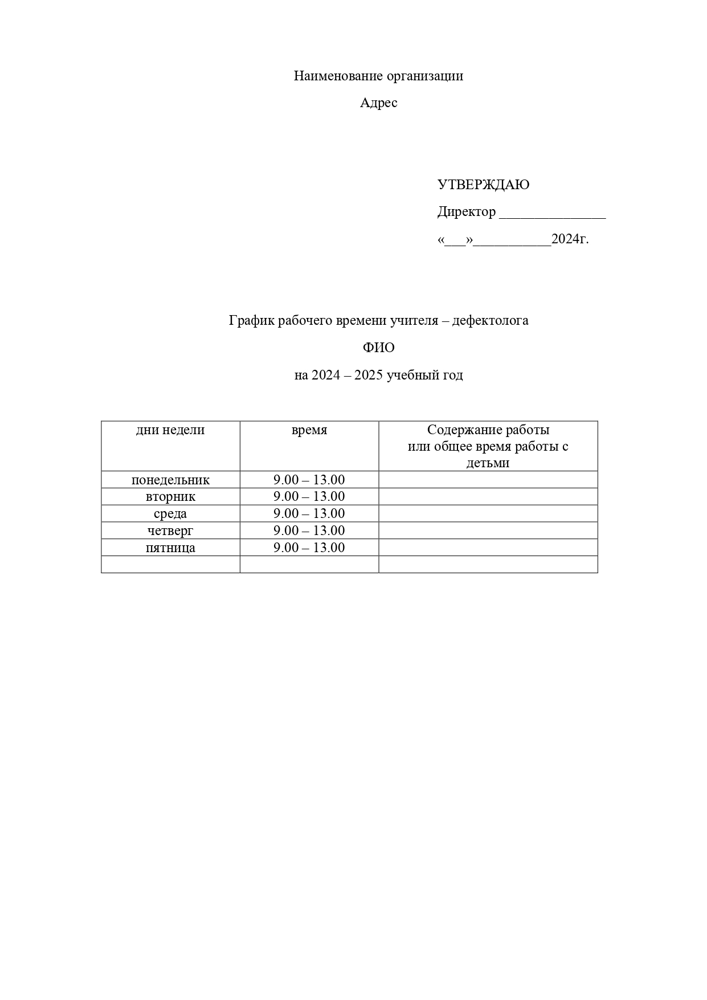 Наименование организации
Адрес
УТВЕРЖДАЮ
Директор _______________
«___»___________2024г.
График рабочего времени учителя – дефектолога
ФИО
на 2024 – 2025 учебный год
дни недели время Содержание работы
или общее время работы с
детьми
понедельник 9.00 – 13.00
вторник 9.00 – 13.00
среда 9.00 – 13.00
четверг 9.00 – 13.00
пятница 9.00 – 13.00